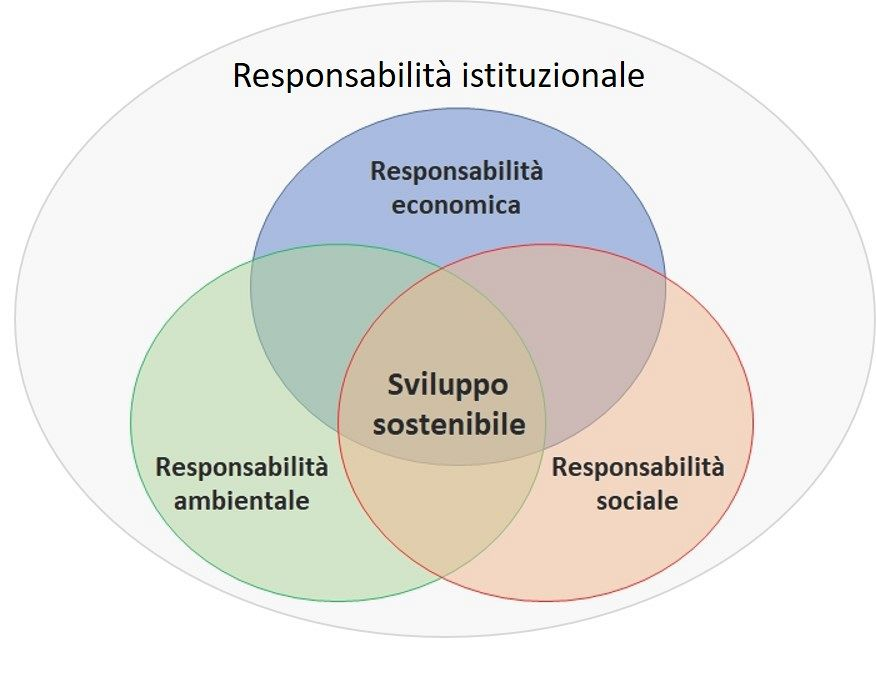 Responsabilità istituzionale
Responsabilità
economica
Sviluppo
sostenibile
Responsabilità
ambientale
Responsabilità
sociale